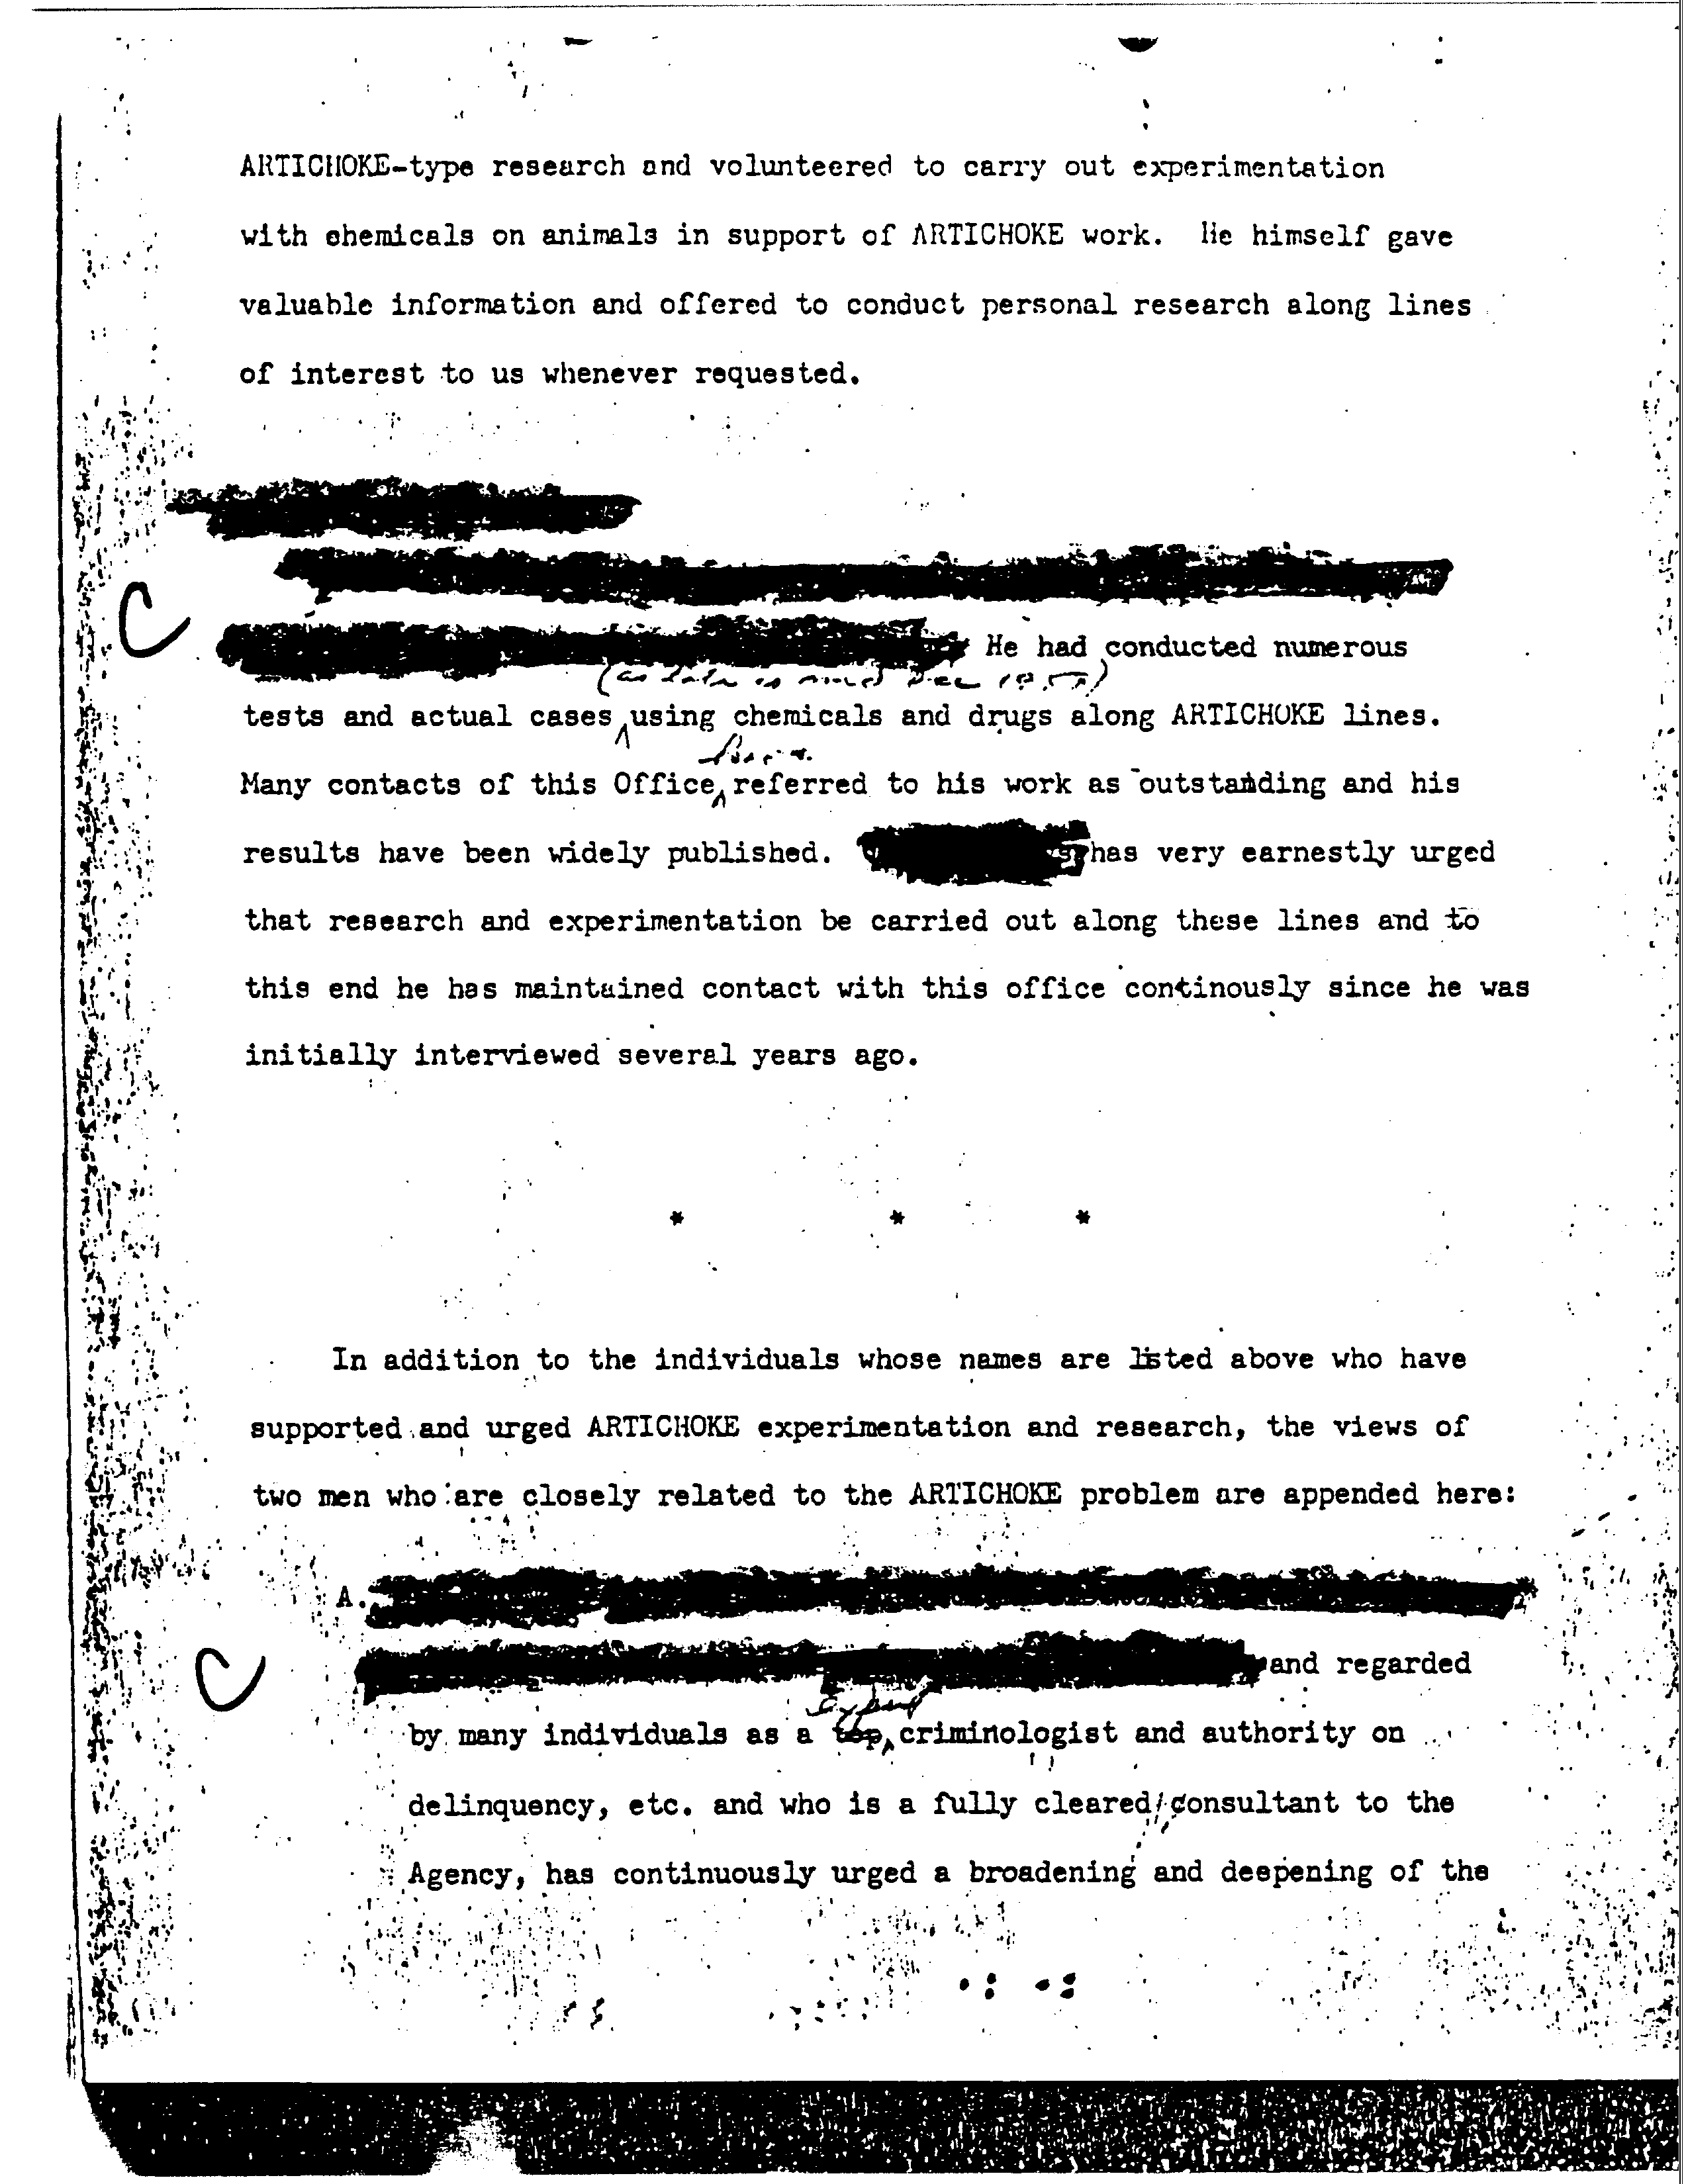 ARTICHOKE-type research and volunteered to carry out experimentation
with chemicals on animals in support of ARTICHOKE work. He himself gave
valuable information and offered to conduct personal research along lines
of interest to us whenever requested.
C
He had conducted numerous
(as late as Dec 195
tests and actual cases using chemicals and drugs along ARTICHOKE lines.
have
Many contacts of this Office, referred to his work as outstanding and his
results have been widely published. has very earnestly urged
that research and experimentation be carried out along these lines and to
this end he has maintained contact with this office continously since he was
initially interviewed several years ago.
* * *
In addition to the individuals whose names are listed above who have
supported and urged ARTICHOKE experimentation and research, the views of
two men who are closely related to the ARTICHOKE problem are appended here:
A.
C
and regarded
expert
by many individuals as a top criminologist and authority on
delinquency, etc. and who is a fully cleared consultant to the
Agency, has continuously urged a broadening and deepening of the